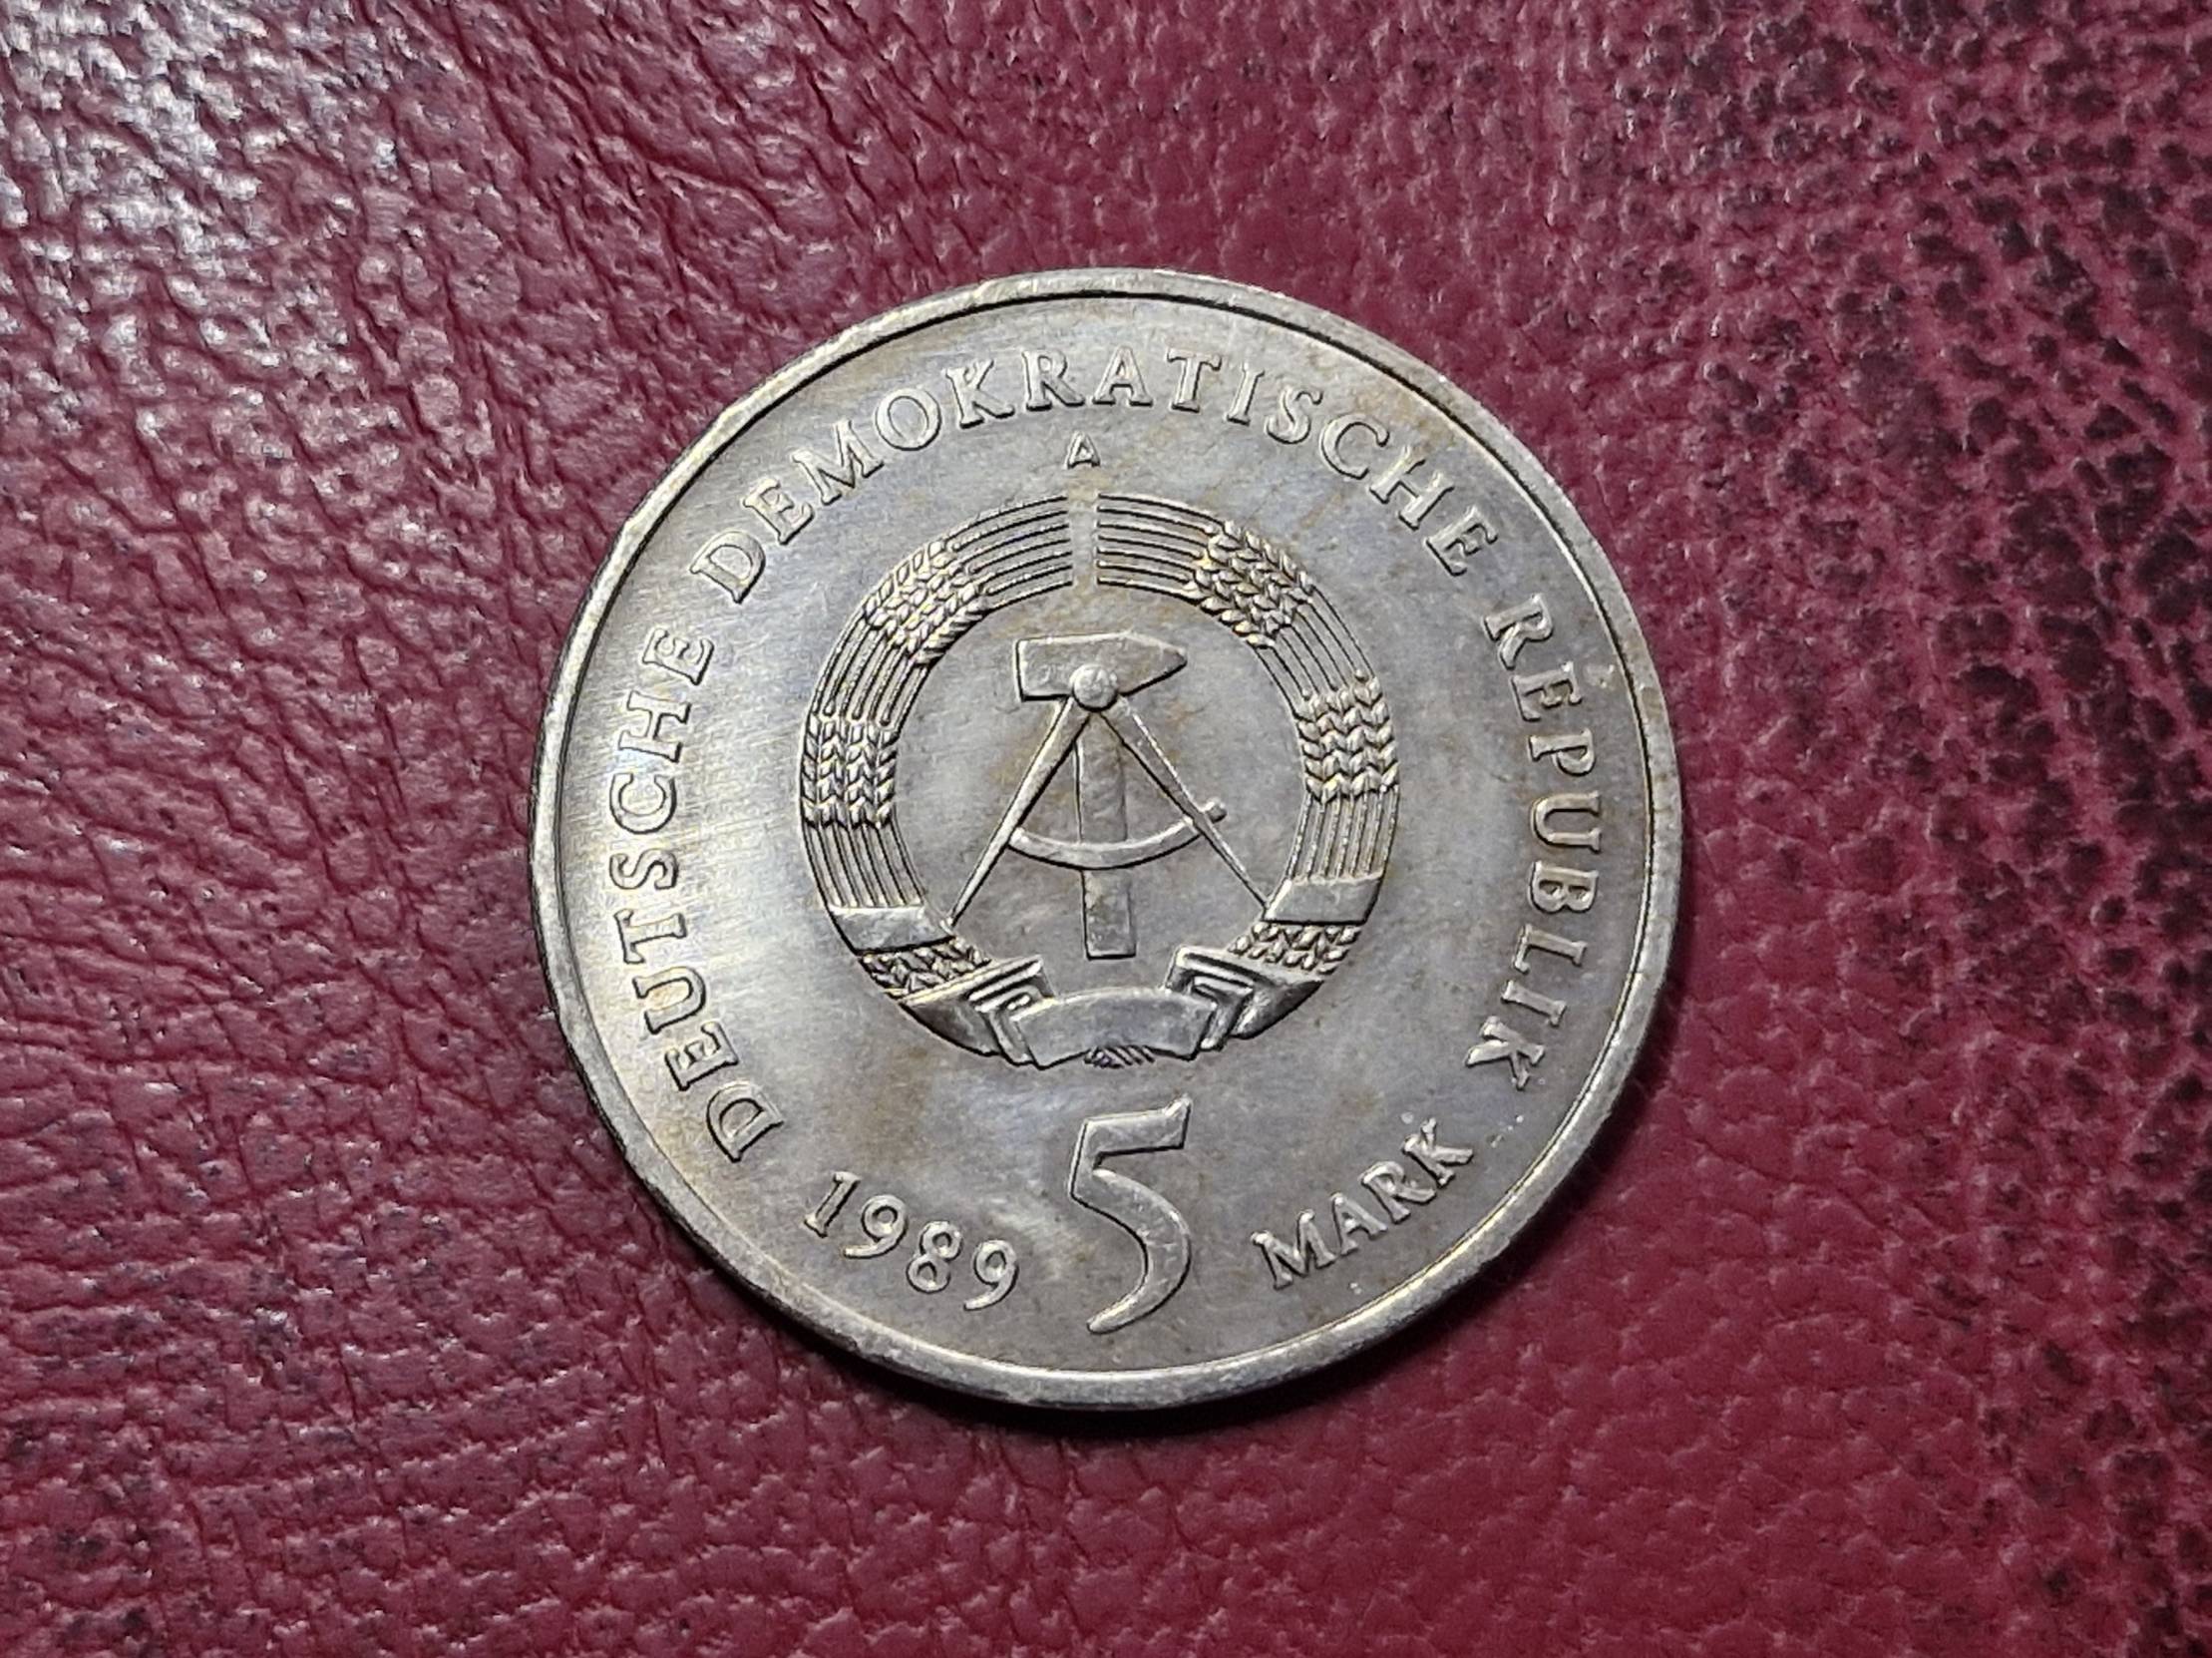 DEUTSCHE DEMOKRATISCHE REPUBLIK
A
1989 5 MARK